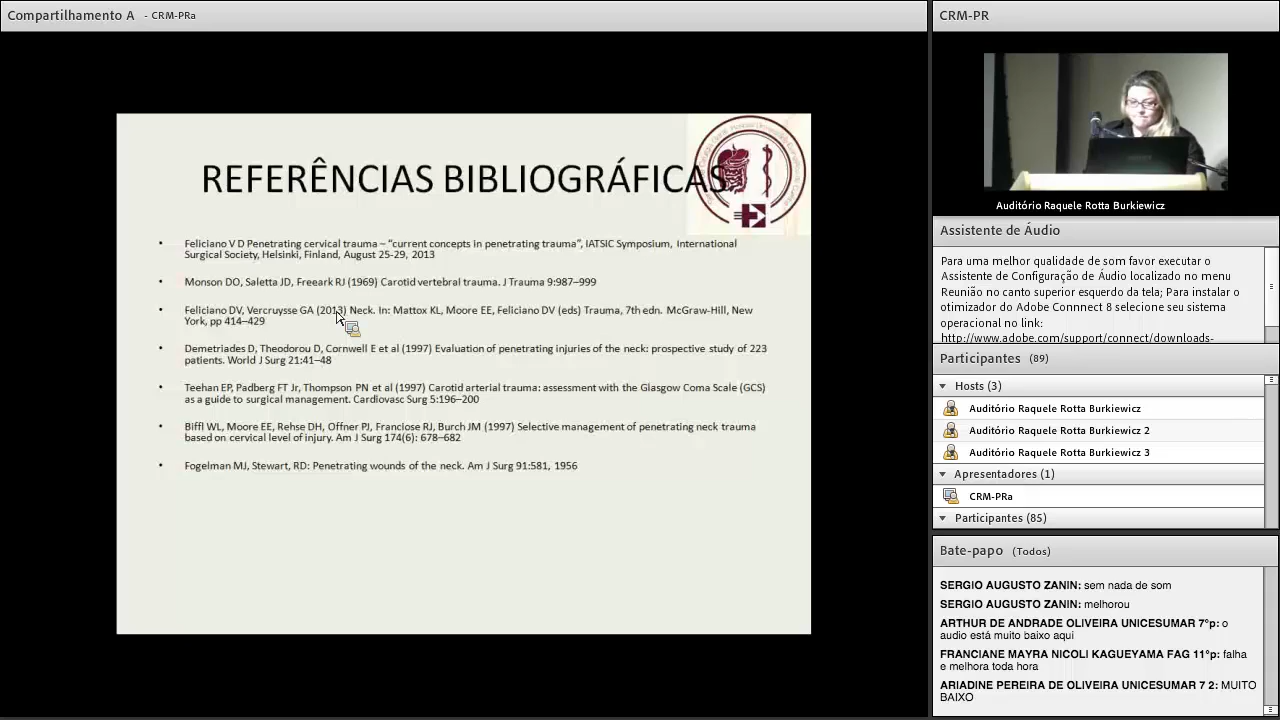 Compartilhamento A - CRM-PRa
REFERÊNCIAS BIBLIOGRÁFICAS
• Feliciano V D Penetrating cervical trauma – “current concepts in penetrating trauma”, IATSIC Symposium, International
Surgical Society, Helsinki, Finland, August 25-29, 2013
• Monson DO, Saletta JD, Freeark RJ (1969) Carotid vertebral trauma. J Trauma 9:987–999
• Feliciano DV, Vercruysse GA (2013) Neck. In: Mattox KL, Moore EE, Feliciano DV (eds) Trauma, 7th edn. McGraw-Hill, New
York, pp 414–429
• Demetriades D, Theodorou D, Cornwell E et al (1997) Evaluation of penetrating injuries of the neck: prospective study of 223
patients. World J Surg 21:41–48
• Teehan EP, Padberg FT Jr, Thompson PN et al (1997) Carotid arterial trauma: assessment with the Glasgow Coma Scale (GCS)
as a guide to surgical management. Cardiovasc Surg 5:196–200
• Biffl WL, Moore EE, Rehse DH, Offner PJ, Franciose RJ, Burch JM (1997) Selective management of penetrating neck trauma
based on cervical level of injury. Am J Surg 174(6): 678–682
• Fogelman MJ, Stewart, RD: Penetrating wounds of the neck. Am J Surg 91:581, 1956
CRM-PR
Auditório Raquele Rotta Burkiewicz
Assistente de Áudio
Para uma melhor qualidade de som favor executar o
Assistente de Configuração de Áudio localizado no menu
Reunião no canto superior esquerdo da tela; Para instalar o
otimizador do Adobe Connnect 8 selecione seu sistema
operacional no link:
http://www.adobe.com/support/connect/downloads-
Participantes (89)
Hosts (3)
Auditório Raquele Rotta Burkiewicz
Auditório Raquele Rotta Burkiewicz 2
Auditório Raquele Rotta Burkiewicz 3
Apresentadores (1)
CRM-PRa
Participantes (85)
Bate-papo (Todos)
SERGIO AUGUSTO ZANIN: sem nada de som
SERGIO AUGUSTO ZANIN: melhorou
ARTHUR DE ANDRADE OLIVEIRA UNICESUMAR 7°p: o
audio está muito baixo aqui
FRANCIANE MAYRA NICOLI KAGUEYAMA FAG 11°p: falha
e melhora toda hora
ARIADINE PEREIRA DE OLIVEIRA UNICESUMAR 7 2: MUITO
BAIXO